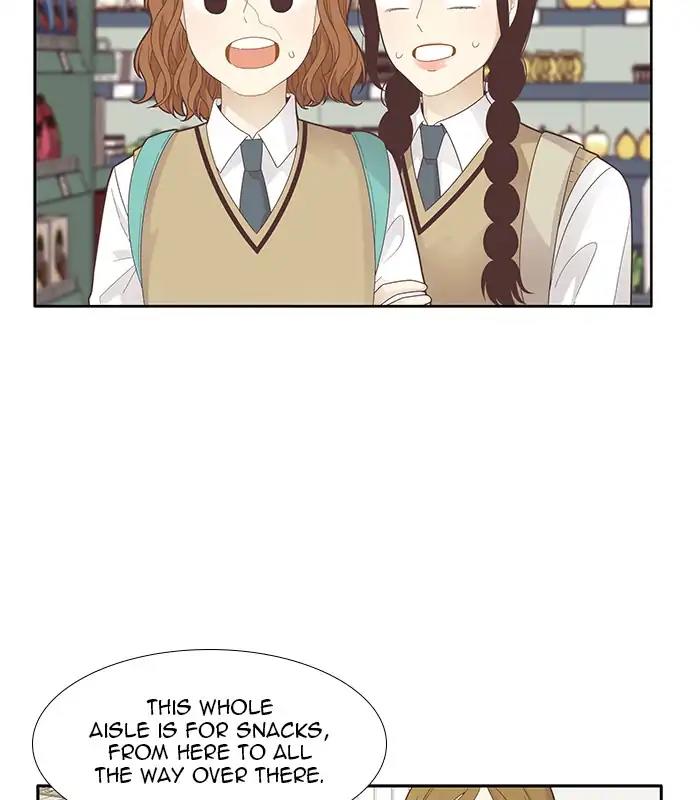 THIS WHOLE
AISLE IS FOR SNACKS,
FROM HERE TO ALL
THE WAY OVER THERE.